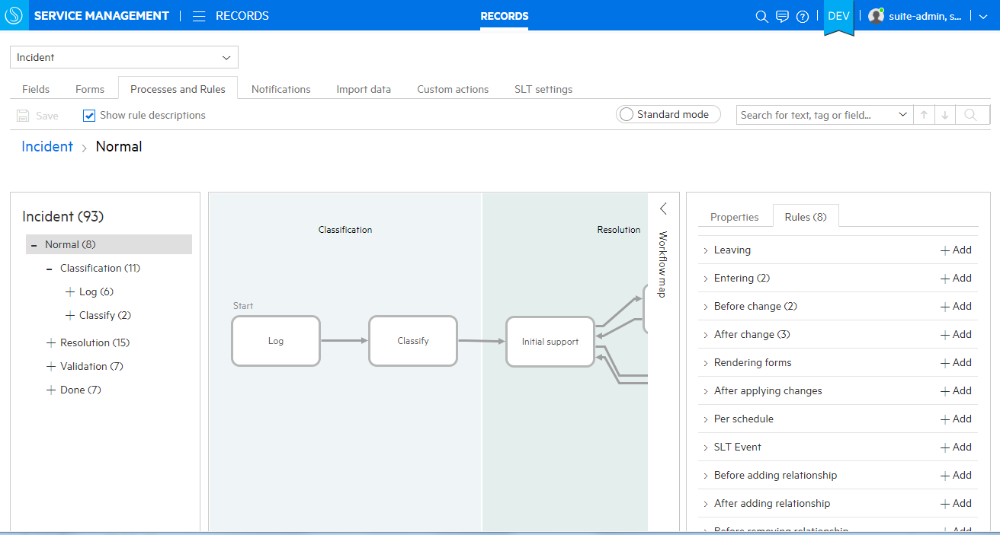 SERVICE MANAGEMENT
RECORDS
RECORDS
DEV
suite-admin, s...
Incident
Fields
Forms
Processes and Rules
Notifications
Import data
Custom actions
SLT settings
Save
Show rule descriptions
Standard mode
Search for text, tag or field...
Incident > Normal
Incident (93)
Normal (8)
Classification (11)
Log (6)
Classify (2)
Resolution (15)
Validation (7)
Done (7)
Classification
Resolution
Start
Log
Classify
Initial support
Workflow map
Properties
Rules (8)
Leaving + Add
Entering (2) + Add
Before change (2) + Add
After change (3) + Add
Rendering forms + Add
After applying changes + Add
Per schedule + Add
SLT Event + Add
Before adding relationship + Add
After adding relationship + Add
Before removing relationship + Add